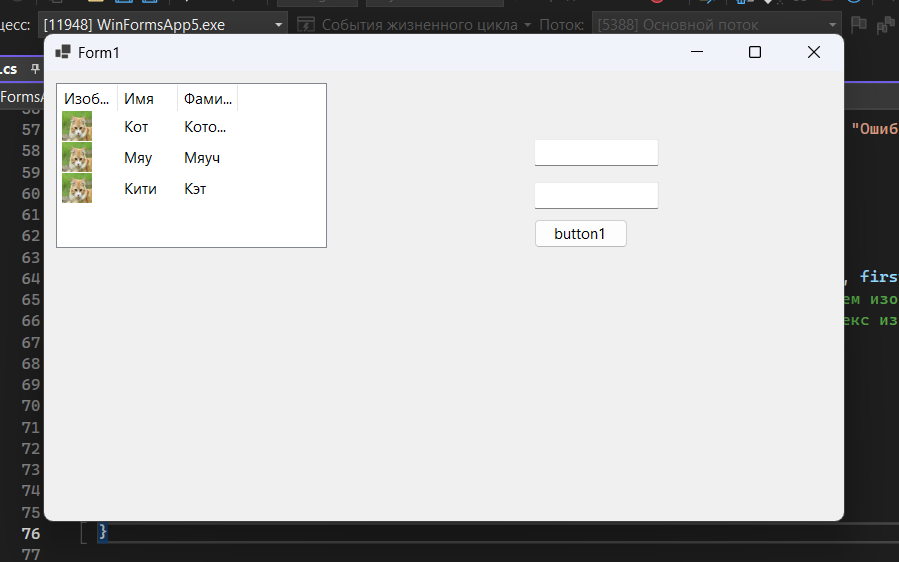 цесс: [11948] WinFormsApp5.exe События жизненного цикла Поток: [5388] Основной поток
.cs
Form1
FormsA
Изоб... Имя Фами...
Кот Кото...
Мяу Мяуч
Кити Кэт
button1
57 "Ошиб
58
59
60
61
62
63
64 , firs
65 ем изо
66 екс из
67
68
69
70
71
72
73
74
75
76 }
77